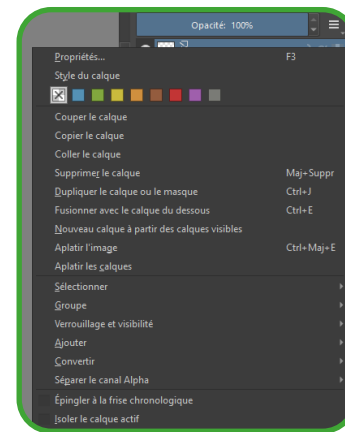 Opacité: 100%
Propriétés... F3
Style du calque
Couper le calque
Copier le calque
Coller le calque
Supprimer le calque Maj+Suppr
Dupliquer le calque ou le masque Ctrl+J
Fusionner avec le calque du dessous Ctrl+E
Nouveau calque à partir des calques visibles
Aplatir l'image Ctrl+Maj+E
Aplatir les calques
Sélectionner
Groupe
Verrouillage et visibilité
Ajouter
Convertir
Séparer le canal Alpha
Épingler à la frise chronologique
Isoler le calque actif